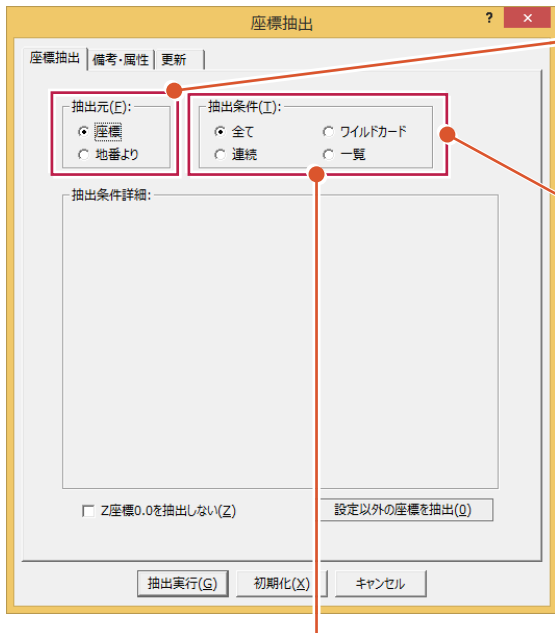 座標抽出 ? ×
座標抽出 備考・属性 更新
抽出元(F): 抽出条件(T):
座標 全て ワイルドカード
地番より 連続 一覧
抽出条件詳細:
Z座標0.0を抽出しない(Z) 設定以外の座標を抽出(O)
抽出実行(G) 初期化(X) キャンセル